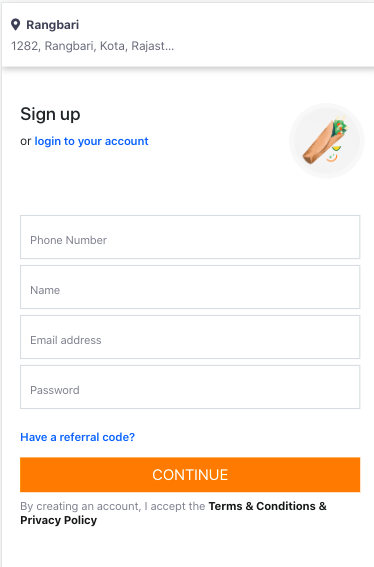 Rangbari
1282, Rangbari, Kota, Rajast...
Sign up
or login to your account
Phone Number
Name
Email address
Password
Have a referral code?
CONTINUE
By creating an account, I accept the Terms & Conditions &
Privacy Policy